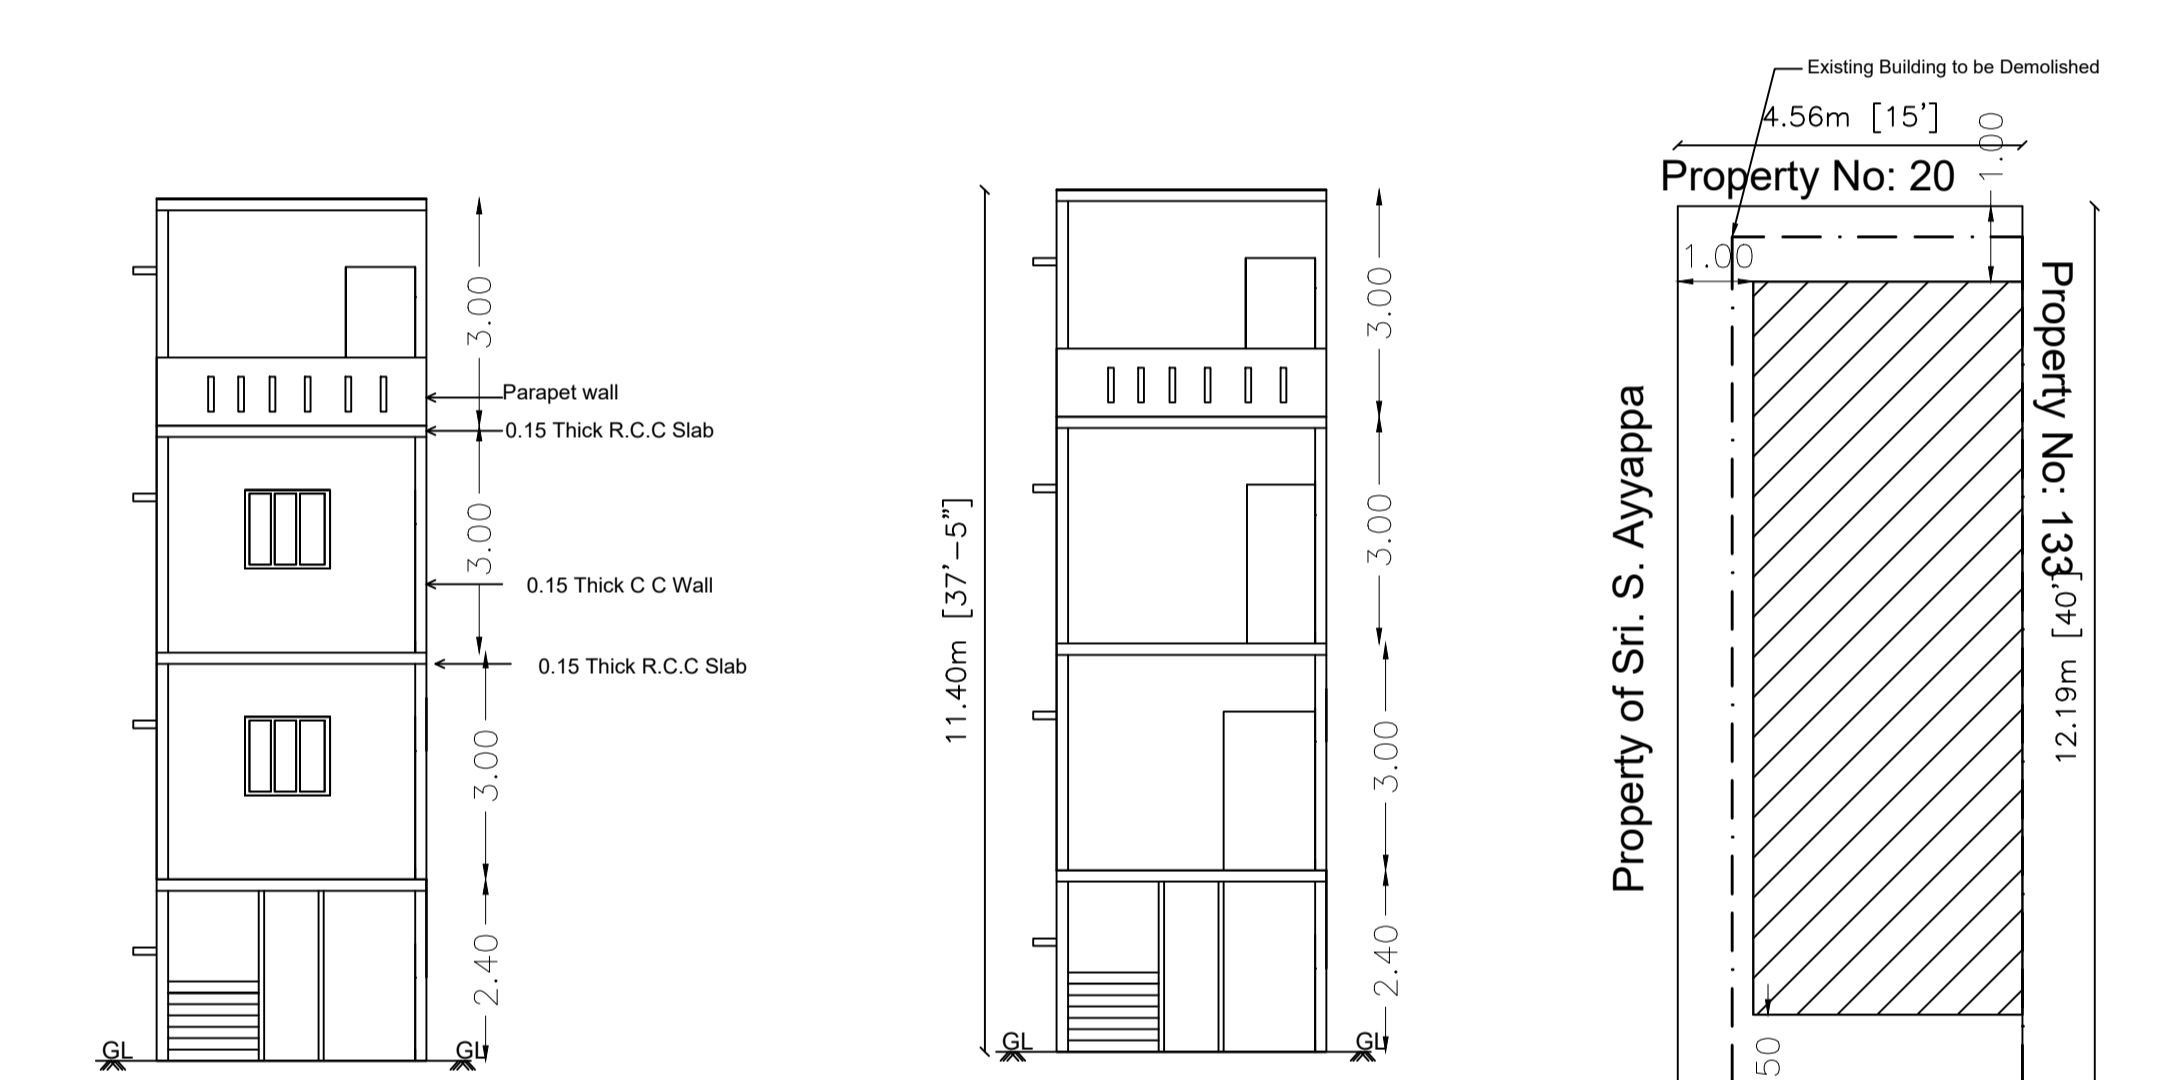 3.00
Parapet wall
0.15 Thick R.C.C Slab
3.00
0.15 Thick C C Wall
0.15 Thick R.C.C Slab
3.00
2.40
GL
GL
11.40m [37'-5"]
3.00
3.00
3.00
2.40
GL
GL
Existing Building to be Demolished
4.56m [15']
1.00
Property No: 20
1.00
Property of Sri. S. Ayyappa
Property No: 133
12.19m [40']
50